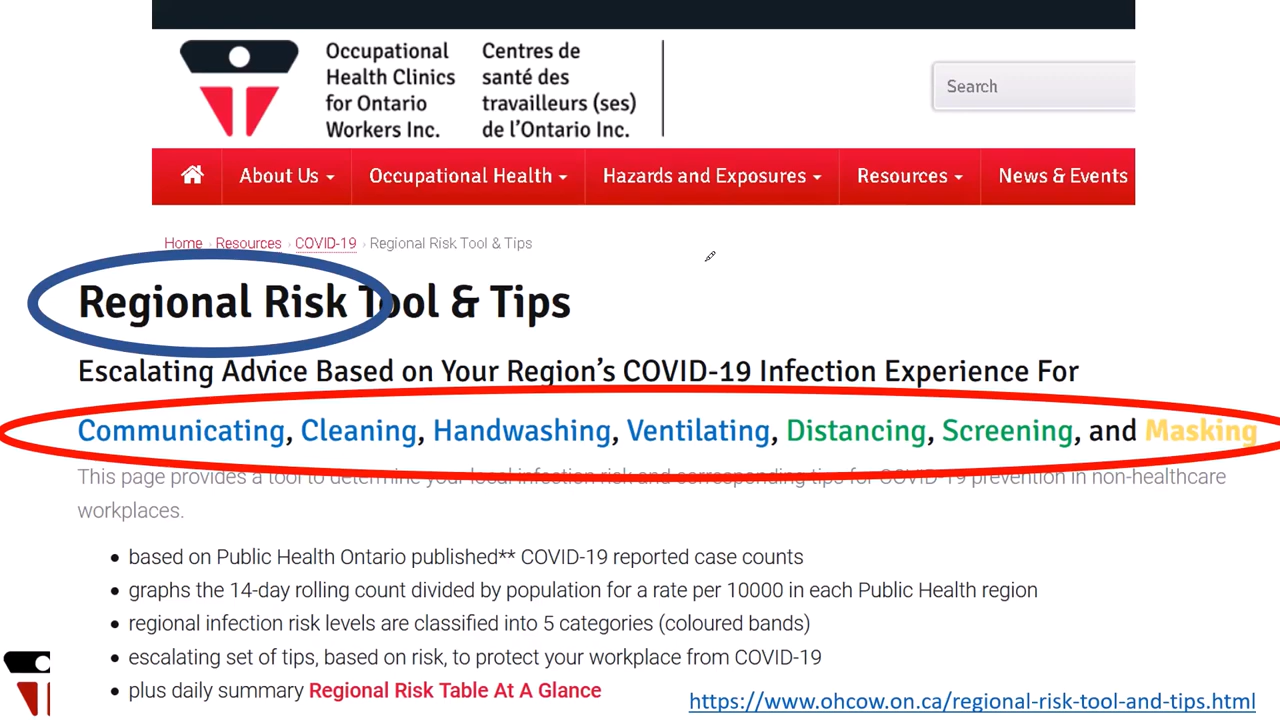 Occupational
Health Clinics
for Ontario
Workers Inc.
Centres de
santé des
travailleurs (ses)
de l'Ontario Inc.
Search
About Us
Occupational Health
Hazards and Exposures
Resources
News & Events
Home › Resources › COVID-19 › Regional Risk Tool & Tips
Regional Risk Tool & Tips
Escalating Advice Based on Your Region's COVID-19 Infection Experience For
Communicating, Cleaning, Handwashing, Ventilating, Distancing, Screening, and Masking
This page provides a tool to determine your local infection risk and corresponding tips for COVID-19 prevention in non-healthcare
workplaces.
• based on Public Health Ontario published** COVID-19 reported case counts
• graphs the 14-day rolling count divided by population for a rate per 10000 in each Public Health region
• regional infection risk levels are classified into 5 categories (coloured bands)
• escalating set of tips, based on risk, to protect your workplace from COVID-19
• plus daily summary Regional Risk Table At A Glance
https://www.ohcow.on.ca/regional-risk-tool-and-tips.html